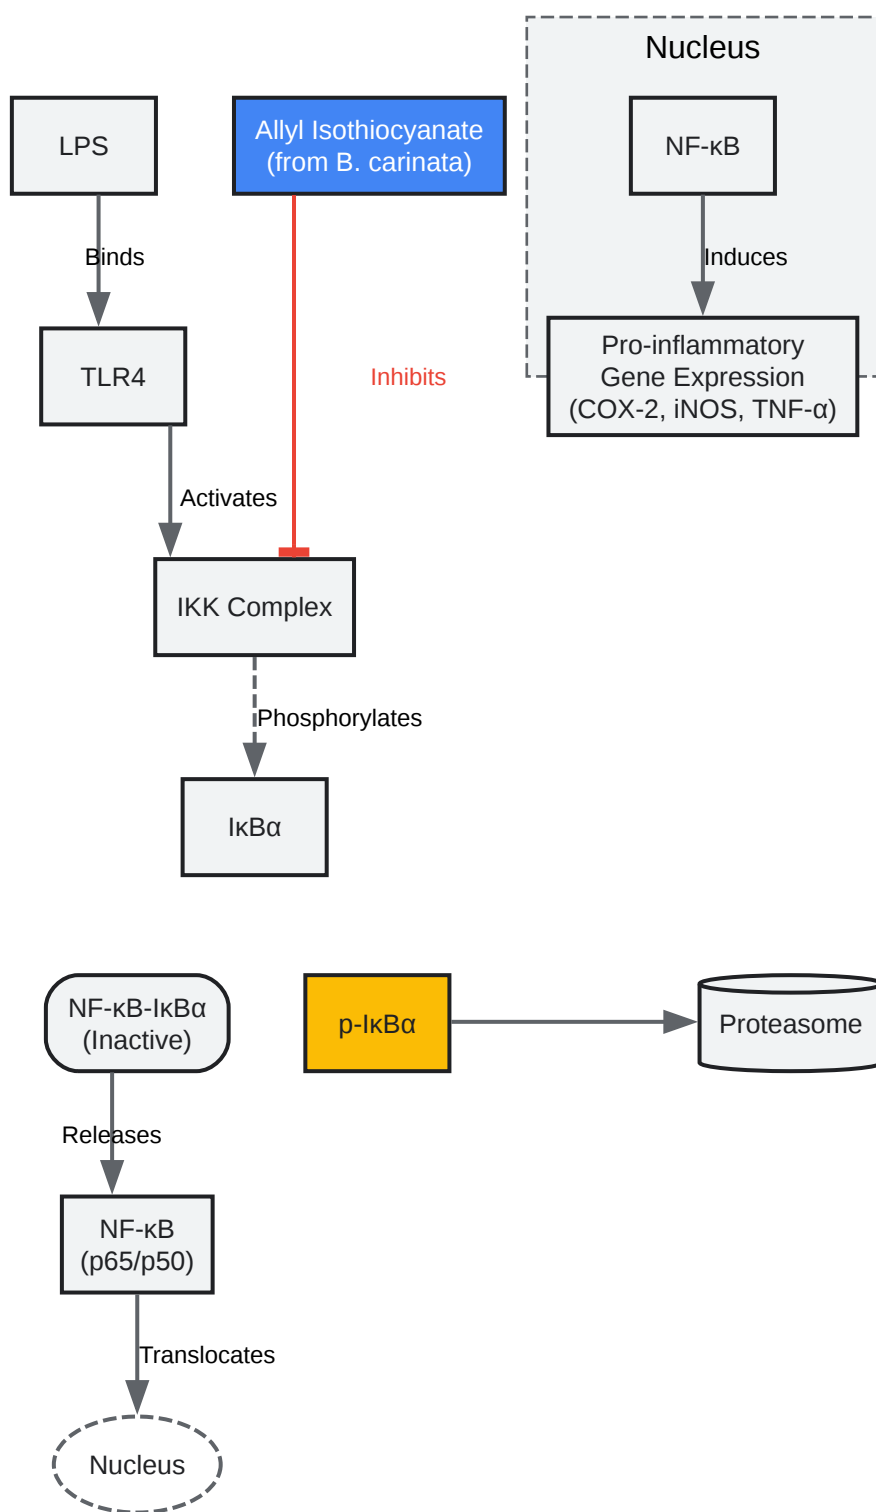 Nucleus
LPS
Allyl Isothiocyanate
(from B. carinata)
NF-κB
Binds
Induces
TLR4
Inhibits
Pro-inflammatory
Gene Expression
(COX-2, iNOS, TNF-α)
Activates
IKK Complex
Phosphorylates
IκBα
NF-κB-IκBα
(Inactive)
p-IκBα
Proteasome
Releases
NF-κB
(p65/p50)
Translocates
Nucleus